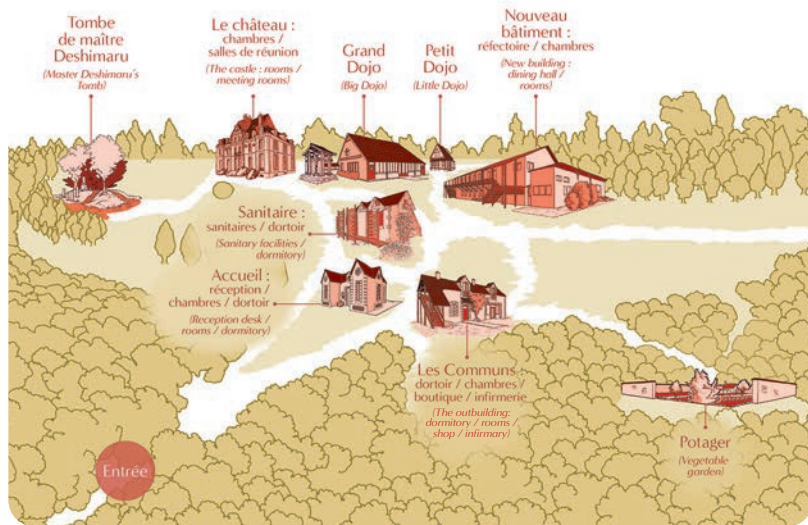 Tombe
de maître
Deshimaru
(Master Deshimaru's
Tomb)
Le château :
chambres /
salles de réunion
(The castle : rooms /
meeting rooms)
Grand
Dojo
(Big Dojo)
Petit
Dojo
(Little Dojo)
Nouveau
bâtiment :
réfectoire / chambres
(New building :
dining hall /
rooms)
Sanitaire :
sanitaires / dortoir
(Sanitary facilities /
dormitory)
Accueil :
réception /
chambres / dortoir
(Reception desk /
rooms / dormitory)
Les Communs :
dortoir / chambres /
boutique / infirmerie
(The outbuilding:
dormitory / rooms /
shop / infirmary)
Potager
(Vegetable
garden)
Entrée